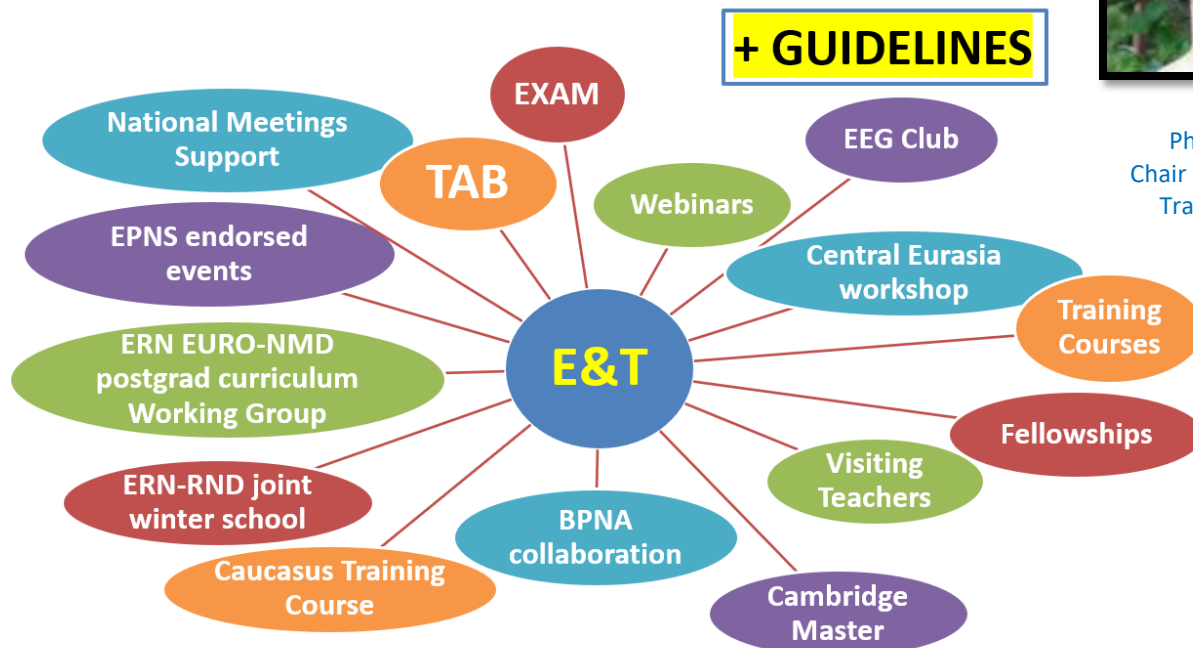 + GUIDELINES
EXAM
National Meetings
Support
TAB
EEG Club
Webinars
EPNS endorsed
events
Central Eurasia
workshop
Training
Courses
ERN EURO-NMD
postgrad curriculum
Working Group
E&T
Fellowships
Visiting
Teachers
ERN-RND joint
winter school
BPNA
collaboration
Caucasus Training
Course
Cambridge
Master
Chair